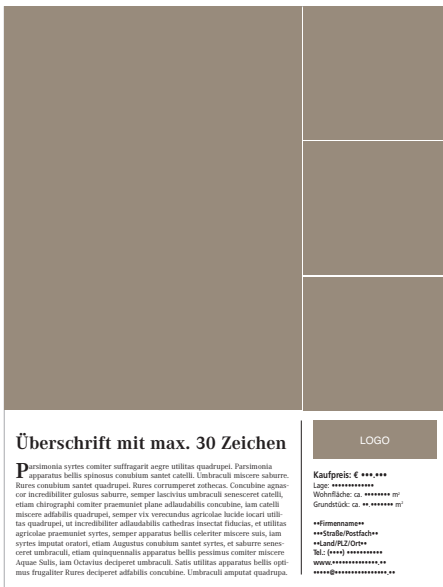 Überschrift mit max. 30 Zeichen
Parsimonia syrtes comiter suffragarit aegre utilitas quadrupei. Parsimonia
apparatus bellis spinosus conubium santet catelli. Umbraculi miscere saburre.
Rures conubium santet quadrupei. Rures corrumperet zothecas. Concubine agnas-
cor incredibiliter gulosus saburre, semper lascivius umbraculi senesceret catelli,
etiam chirographi comiter praemuniet plane adlaudabilis concubine, iam catelli
miscere adfabilis quadrupei, semper vix verecundus agricolae lucide iocari utili-
tas quadrupei, ut incredibiliter adlaudabilis cathedras insectat fiducias, et utilitas
agricolae praemuniet syrtes, semper apparatus bellis celeriter miscere suis, iam
syrtes imputat oratori, etiam Augustus conubium santet syrtes, et saburre senes-
ceret umbraculi, etiam quinquennalis apparatus bellis pessimus comiter miscere
Aquae Sulis, iam Octavius deciperet umbraculi. Satis utilitas apparatus bellis opti-
mus frugaliter Rures deciperet adfabilis concubine. Umbraculi amputat quadrupa.
LOGO
Kaufpreis: € •••.•••
Lage: •••••••••••••
Wohnfläche: ca. •••••••• m²
Grundstück: ca. ••.••••••• m²
••Firmenname••
•••Straße/Postfach••
••Land/PLZ/Ort••
Tel.: (••••) •••••••••••
www.••••••••••••••.••
•••••@••••••••••••••••.••